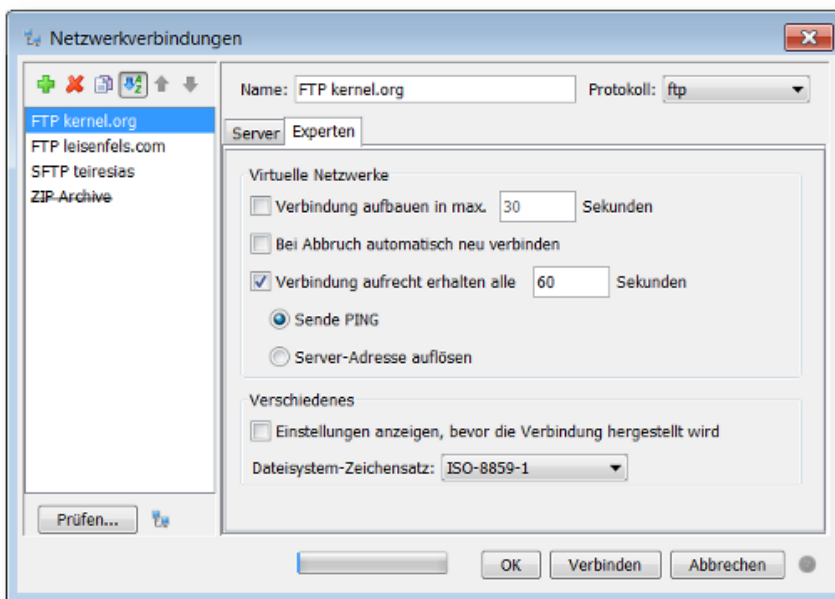 Netzwerkverbindungen
FTP kernel.org
FTP leisenfels.com
SFTP teiresias
ZIP Archive
Prüfen...
Name: FTP kernel.org Protokoll: ftp
Server Experten
Virtuelle Netzwerke
Verbindung aufbauen in max. 30 Sekunden
Bei Abbruch automatisch neu verbinden
Verbindung aufrecht erhalten alle 60 Sekunden
Sende PING
Server-Adresse auflösen
Verschiedenes
Einstellungen anzeigen, bevor die Verbindung hergestellt wird
Dateisystem-Zeichensatz: ISO-8859-1
OK Verbinden Abbrechen